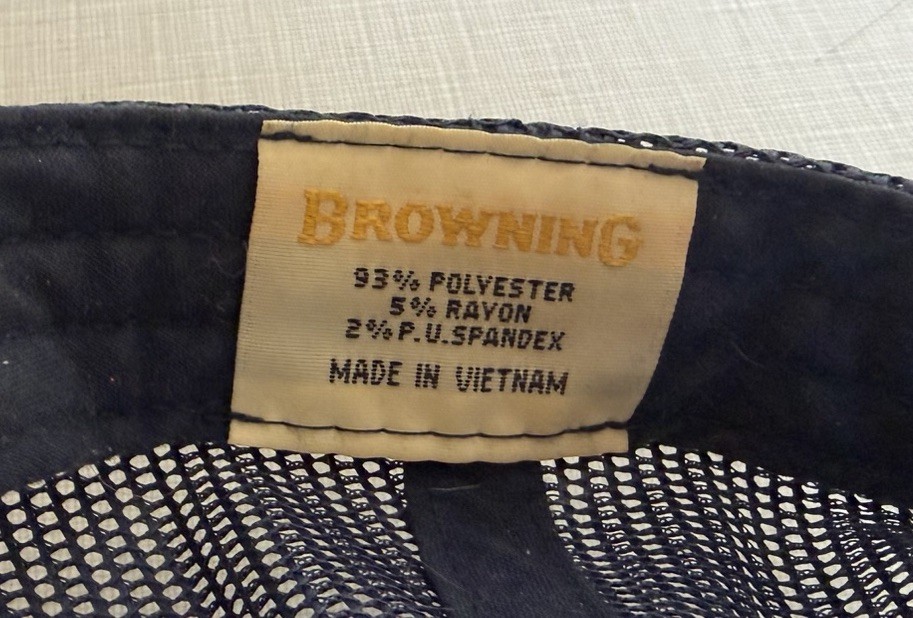 BROWNING
93% POLYESTER
5% RAYON
2% P.U.SPANDEX
MADE IN VIETNAM